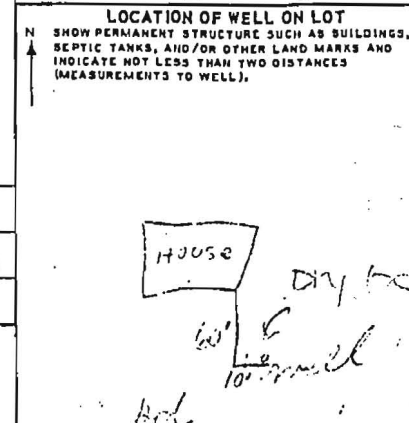 LOCATION OF WELL ON LOT
N SHOW PERMANENT STRUCTURE SUCH AS BUILDINGS,
SEPTIC TANKS, AND/OR OTHER LAND MARKS AND
INDICATE NOT LESS THAN TWO DISTANCES
(MEASUREMENTS TO WELL).
House
Dry
60'
10'